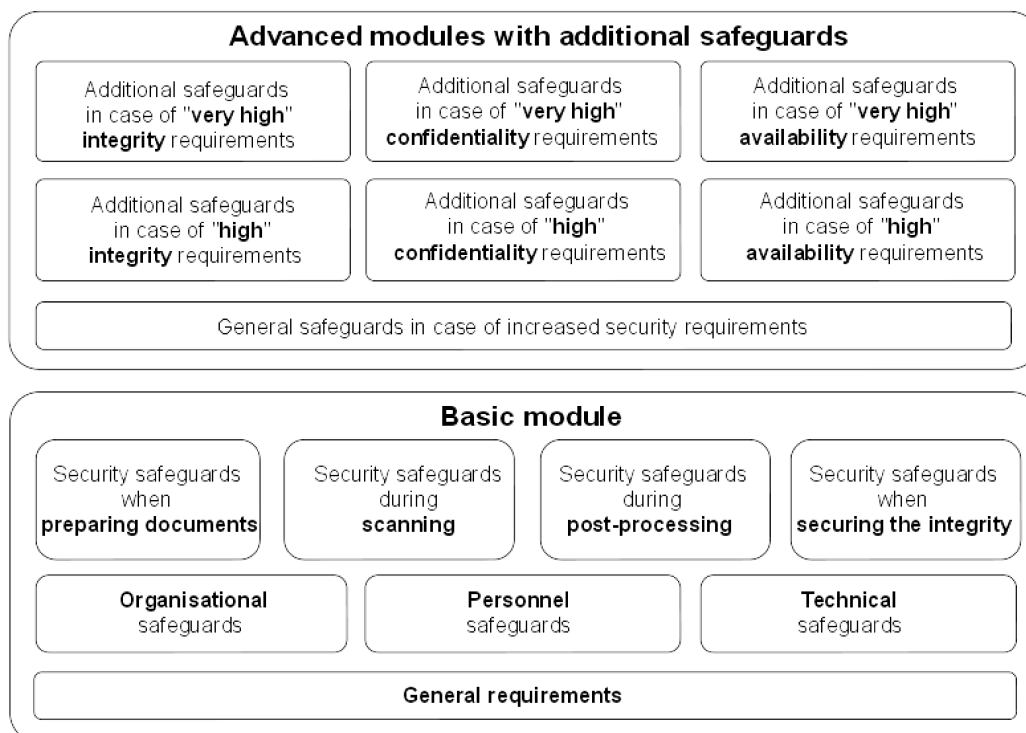 Advanced modules with additional safeguards
Additional safeguards
in case of "very high"
integrity requirements
Additional safeguards
in case of "very high"
confidentiality requirements
Additional safeguards
in case of "very high"
availability requirements
Additional safeguards
in case of "high"
integrity requirements
Additional safeguards
in case of "high"
confidentiality requirements
Additional safeguards
in case of "high"
availability requirements
General safeguards in case of increased security requirements
Basic module
Security safeguards
when
preparing documents
Security safeguards
during
scanning
Security safeguards
during
post-processing
Security safeguards
when
securing the integrity
Organisational
safeguards
Personnel
safeguards
Technical
safeguards
General requirements